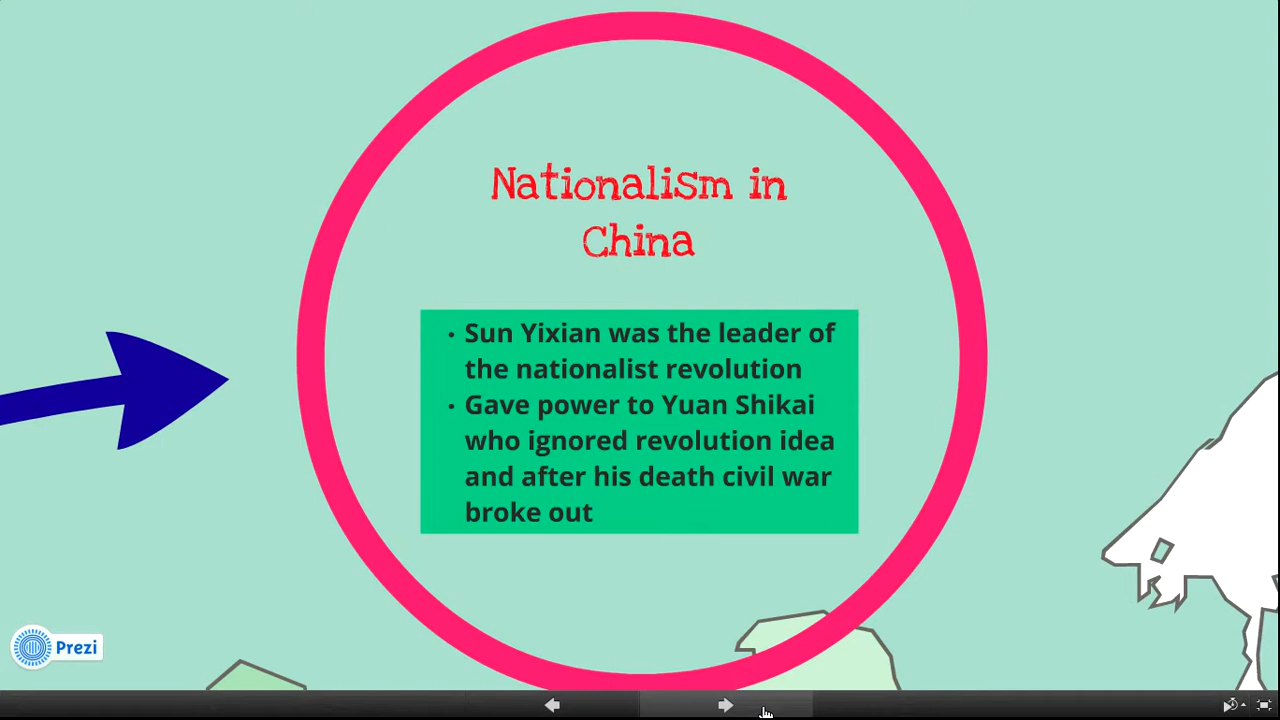 Nationalism in
China
• Sun Yixian was the leader of
the nationalist revolution
• Gave power to Yuan Shikai
who ignored revolution idea
and after his death civil war
broke out
Prezi